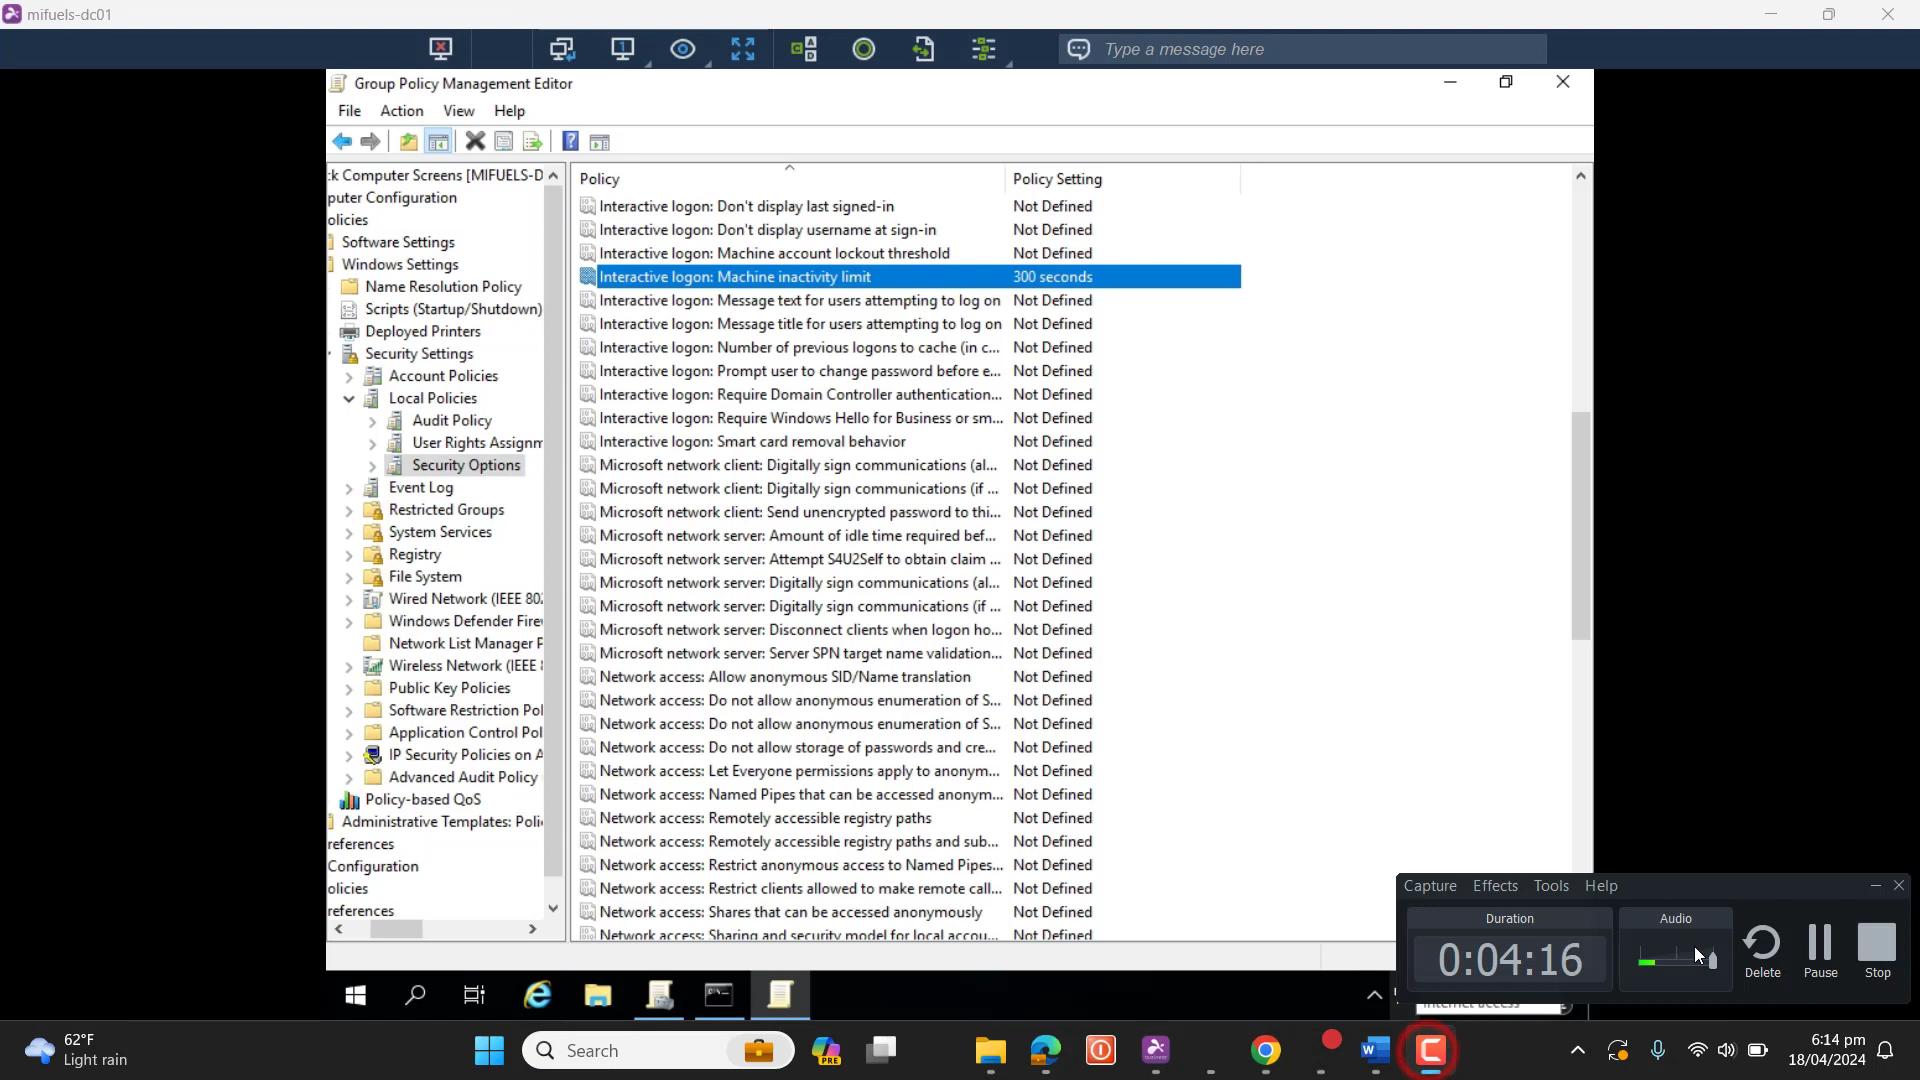 mifuels-dc01
Type a message here
Group Policy Management Editor
File Action View Help
:k Computer Screens [MIFUELS-D
puter Configuration
olicies
Software Settings
Windows Settings
Name Resolution Policy
Scripts (Startup/Shutdown)
Deployed Printers
Security Settings
Account Policies
Local Policies
Audit Policy
User Rights Assignm
Security Options
Event Log
Restricted Groups
System Services
Registry
File System
Wired Network (IEEE 802
Windows Defender Firew
Network List Manager P
Wireless Network (IEEE 8
Public Key Policies
Software Restriction Pol
Application Control Pol
IP Security Policies on A
Advanced Audit Policy
Policy-based QoS
Administrative Templates: Poli
references
Configuration
olicies
references
Policy Policy Setting
Interactive logon: Don't display last signed-in Not Defined
Interactive logon: Don't display username at sign-in Not Defined
Interactive logon: Machine account lockout threshold Not Defined
Interactive logon: Machine inactivity limit 300 seconds
Interactive logon: Message text for users attempting to log on Not Defined
Interactive logon: Message title for users attempting to log on Not Defined
Interactive logon: Number of previous logons to cache (in c... Not Defined
Interactive logon: Prompt user to change password before e... Not Defined
Interactive logon: Require Domain Controller authentication... Not Defined
Interactive logon: Require Windows Hello for Business or sm... Not Defined
Interactive logon: Smart card removal behavior Not Defined
Microsoft network client: Digitally sign communications (al... Not Defined
Microsoft network client: Digitally sign communications (if ... Not Defined
Microsoft network client: Send unencrypted password to thi... Not Defined
Microsoft network server: Amount of idle time required bef... Not Defined
Microsoft network server: Attempt S4U2Self to obtain claim ... Not Defined
Microsoft network server: Digitally sign communications (al... Not Defined
Microsoft network server: Digitally sign communications (if ... Not Defined
Microsoft network server: Disconnect clients when logon ho... Not Defined
Microsoft network server: Server SPN target name validation... Not Defined
Network access: Allow anonymous SID/Name translation Not Defined
Network access: Do not allow anonymous enumeration of S... Not Defined
Network access: Do not allow anonymous enumeration of S... Not Defined
Network access: Do not allow storage of passwords and cre... Not Defined
Network access: Let Everyone permissions apply to anonym... Not Defined
Network access: Named Pipes that can be accessed anonym... Not Defined
Network access: Remotely accessible registry paths Not Defined
Network access: Remotely accessible registry paths and sub... Not Defined
Network access: Restrict anonymous access to Named Pipes... Not Defined
Network access: Restrict clients allowed to make remote call... Not Defined
Network access: Shares that can be accessed anonymously Not Defined
Network access: Sharing and security model for local accou... Not Defined
Capture Effects Tools Help
Duration Audio
0:04:16
Delete Pause Stop
Internet access
62°F
Light rain
Search
PRE
6:14 pm
18/04/2024